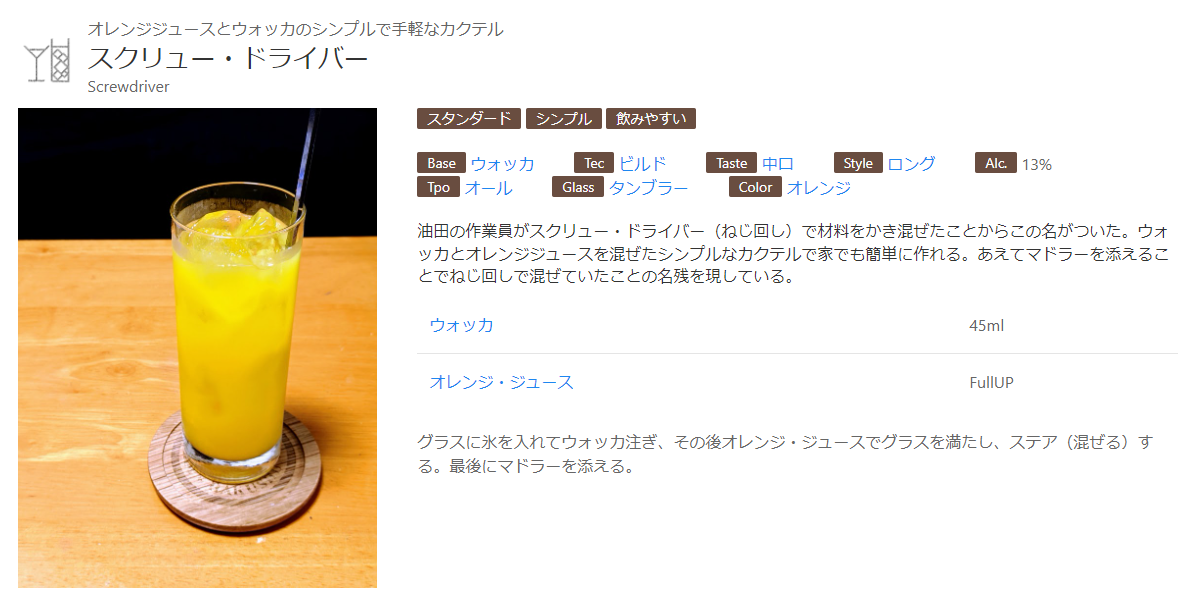 オレンジジュースとウォッカのシンプルで手軽なカクテル
スクリュー・ドライバー
Screwdriver
スタンダード シンプル 飲みやすい
Base ウォッカ Tec ビルド Taste 中口 Style ロング Alc. 13%
Tpo オール Glass タンブラー Color オレンジ
油田の作業員がスクリュー・ドライバー（ねじ回し）で材料をかき混ぜたことからこの名がついた。ウォ
ッカとオレンジジュースを混ぜたシンプルなカクテルで家でも簡単に作れる。あえてマドラーを添えるこ
とでねじ回しで混ぜていたことの名残を現している。
ウォッカ 45ml
オレンジ・ジュース FullUP
グラスに氷を入れてウォッカ注ぎ、その後オレンジ・ジュースでグラスを満たし、ステア（混ぜる）す
る。最後にマドラーを添える。